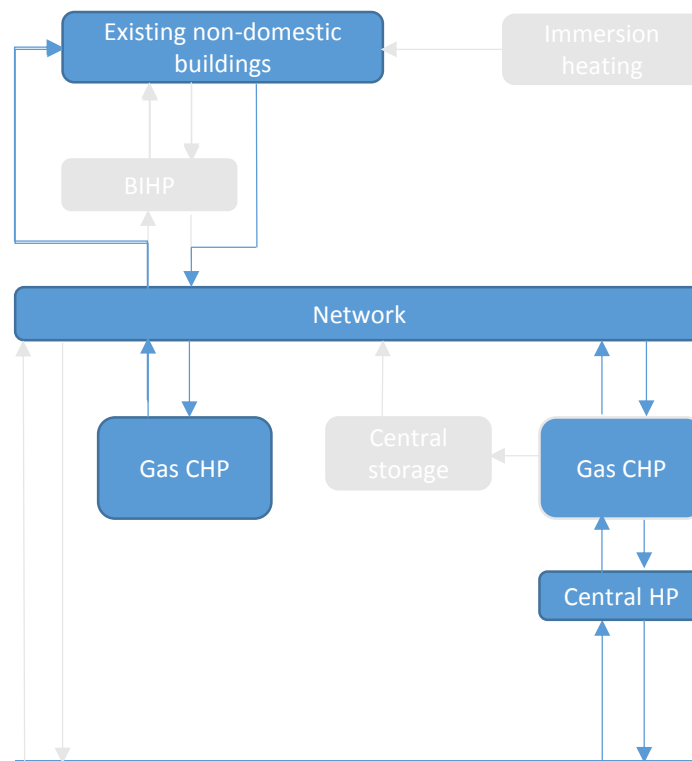 Existing non-domestic
buildings
Immersion
heating
BIHP
Network
Gas CHP
Central
storage
Gas CHP
Central HP